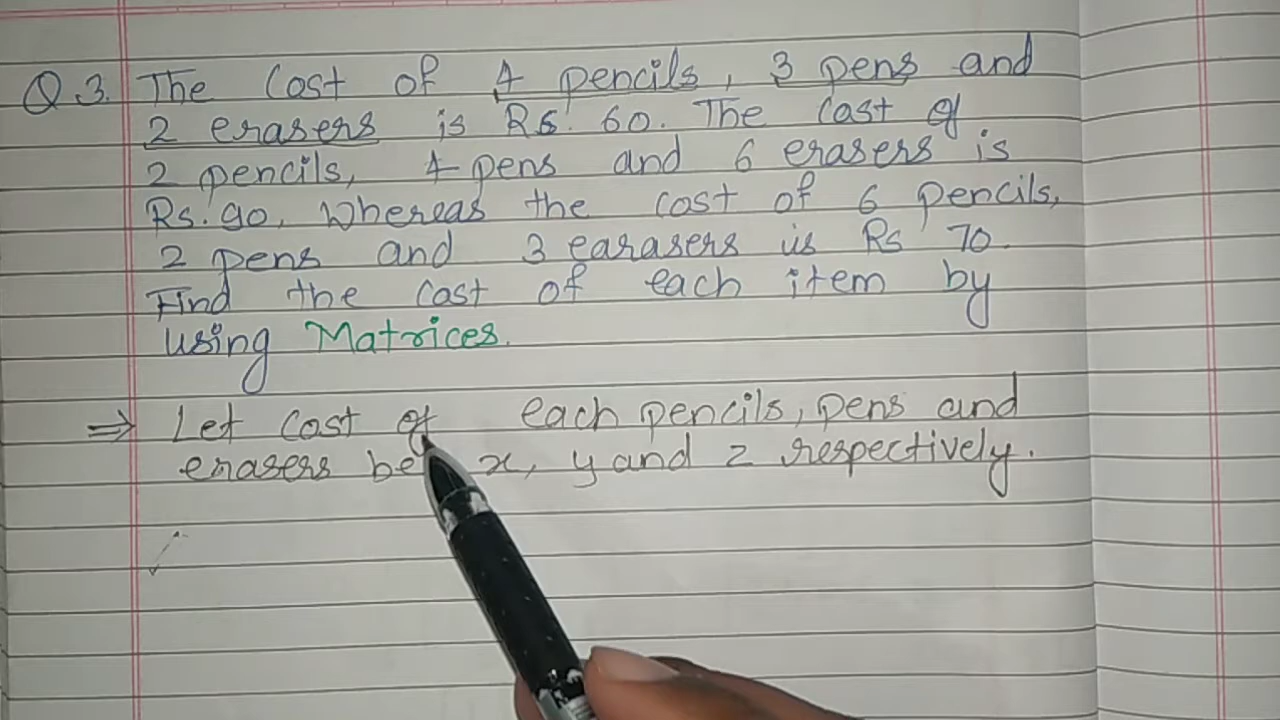 Q 3. The Cost of 4 pencils, 3 pens and
2 erasers is Rs. 60. The Cost of
2 pencils, 4 pens and 6 erasers is
Rs. 90, whereas the cost of 6 pencils,
2 pens and 3 earasers is Rs 70.
Find the cost of each item by
using Matrices.
⇒ Let Cost of each pencils, pens and
erasers be x, y and z respectively.